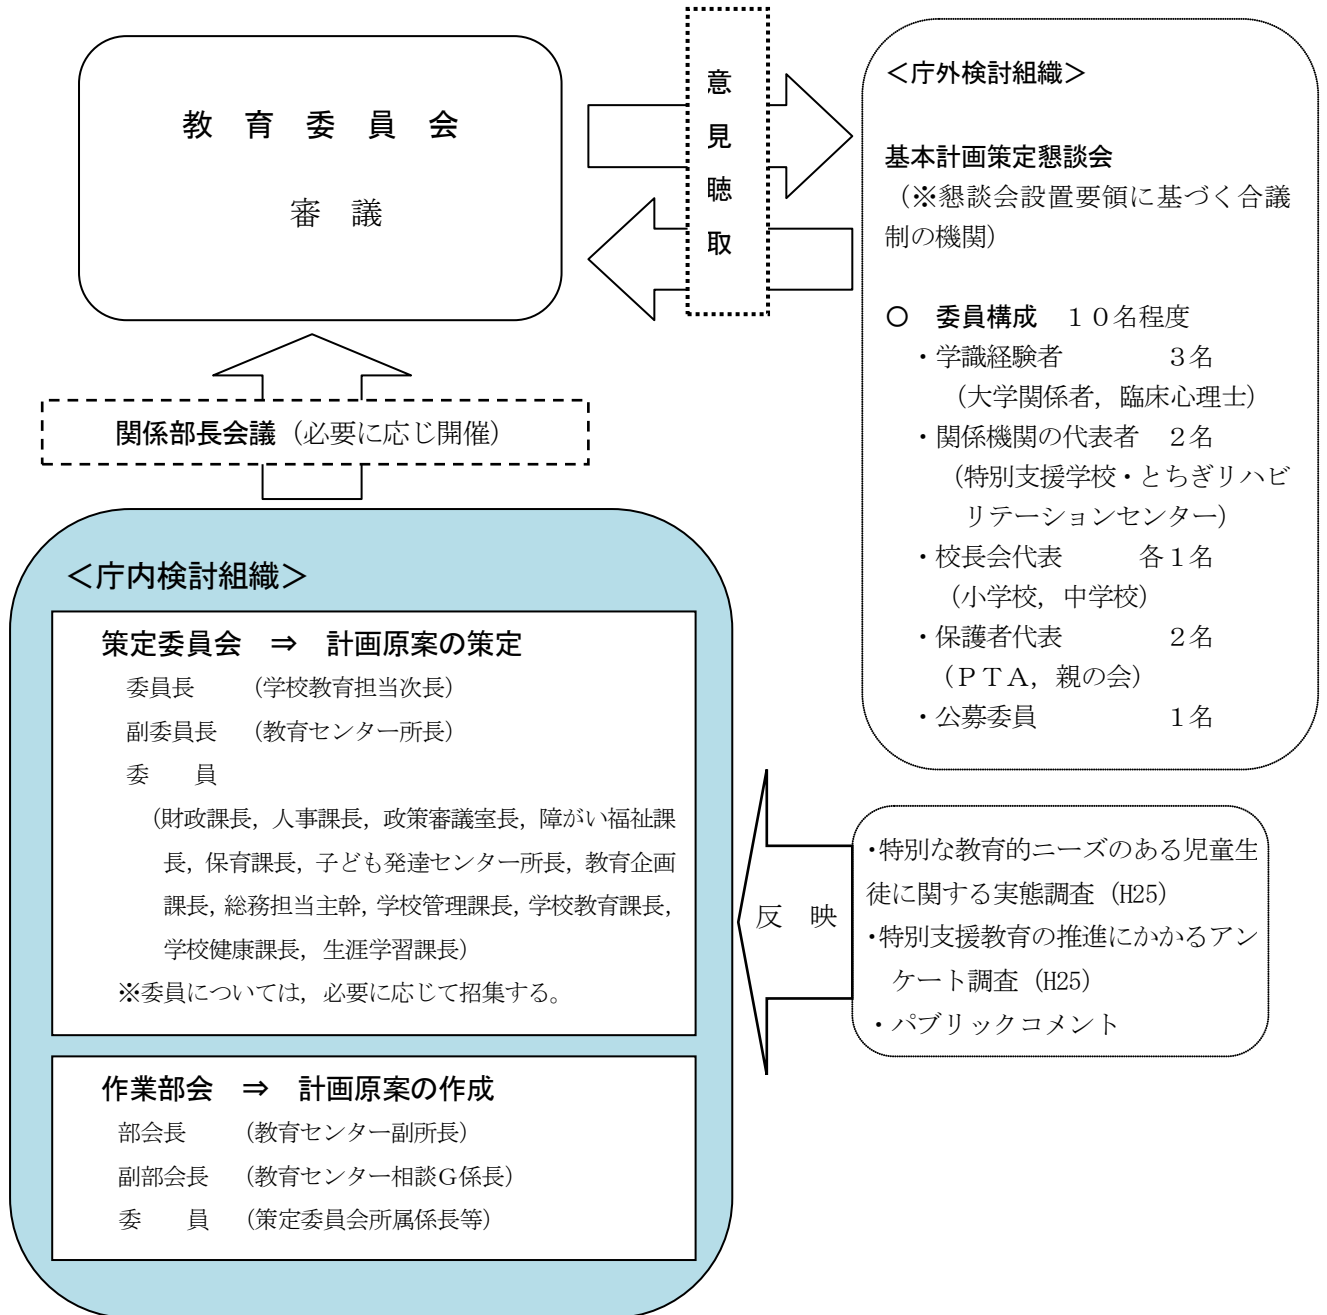 教 育 委 員 会
審 議
意
見
聴
取
＜庁外検討組織＞
基本計画策定懇談会
（※懇談会設置要領に基づく合議
制の機関）
○ 委員構成 １０名程度
・学識経験者 ３名
（大学関係者，臨床心理士）
・関係機関の代表者 ２名
（特別支援学校・とちぎリハビ
リテーションセンター）
・校長会代表 各１名
（小学校，中学校）
・保護者代表 ２名
（ＰＴＡ，親の会）
・公募委員 １名
関係部長会議（必要に応じ開催）
＜庁内検討組織＞
策定委員会 ⇒ 計画原案の策定
委員長 （学校教育担当次長）
副委員長 （教育センター所長）
委 員
（財政課長，人事課長，政策審議室長，障がい福祉課
長，保育課長，子ども発達センター所長，教育企画
課長，総務担当主幹，学校管理課長，学校教育課長，
学校健康課長，生涯学習課長）
※委員については，必要に応じて招集する。
作業部会 ⇒ 計画原案の作成
部会長 （教育センター副所長）
副部会長 （教育センター相談Ｇ係長）
委 員 （策定委員会所属係長等）
反 映
・特別な教育的ニーズのある児童生
徒に関する実態調査（H25）
・特別支援教育の推進にかかるアン
ケート調査（H25）
・パブリックコメント